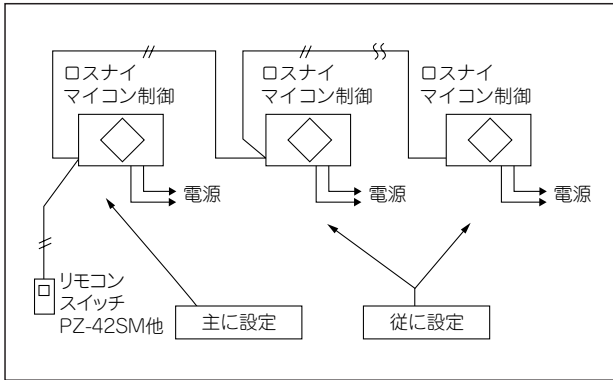 ロスナイ
マイコン制御
ロスナイ
マイコン制御
ロスナイ
マイコン制御
電源
電源
電源
リモコン
スイッチ
PZ-42SM他
主に設定
従に設定